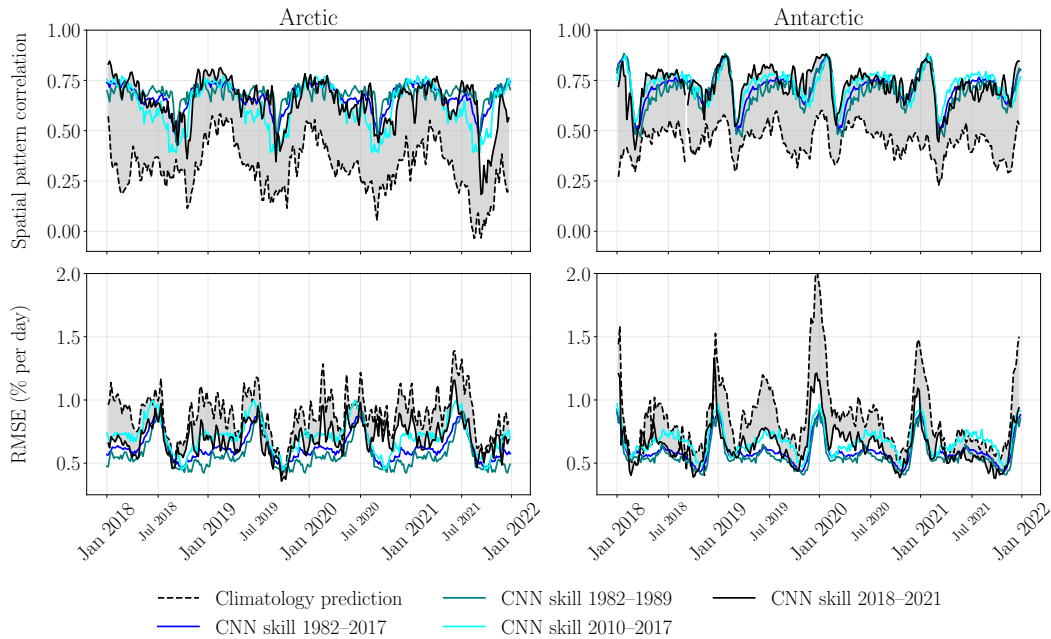 Arctic
Antarctic
Spatial pattern correlation
1.00
0.75
0.50
0.25
0.00
1.00
0.75
0.50
0.25
0.00
RMSE (% per day)
2.0
1.5
1.0
0.5
2.0
1.5
1.0
0.5
Jan 2018
Jul 2018
Jan 2019
Jul 2019
Jan 2020
Jul 2020
Jan 2021
Jul 2021
Jan 2022
Jan 2018
Jul 2018
Jan 2019
Jul 2019
Jan 2020
Jul 2020
Jan 2021
Jul 2021
Jan 2022
Climatology prediction
CNN skill 1982–1989
CNN skill 2018–2021
CNN skill 1982–2017
CNN skill 2010–2017